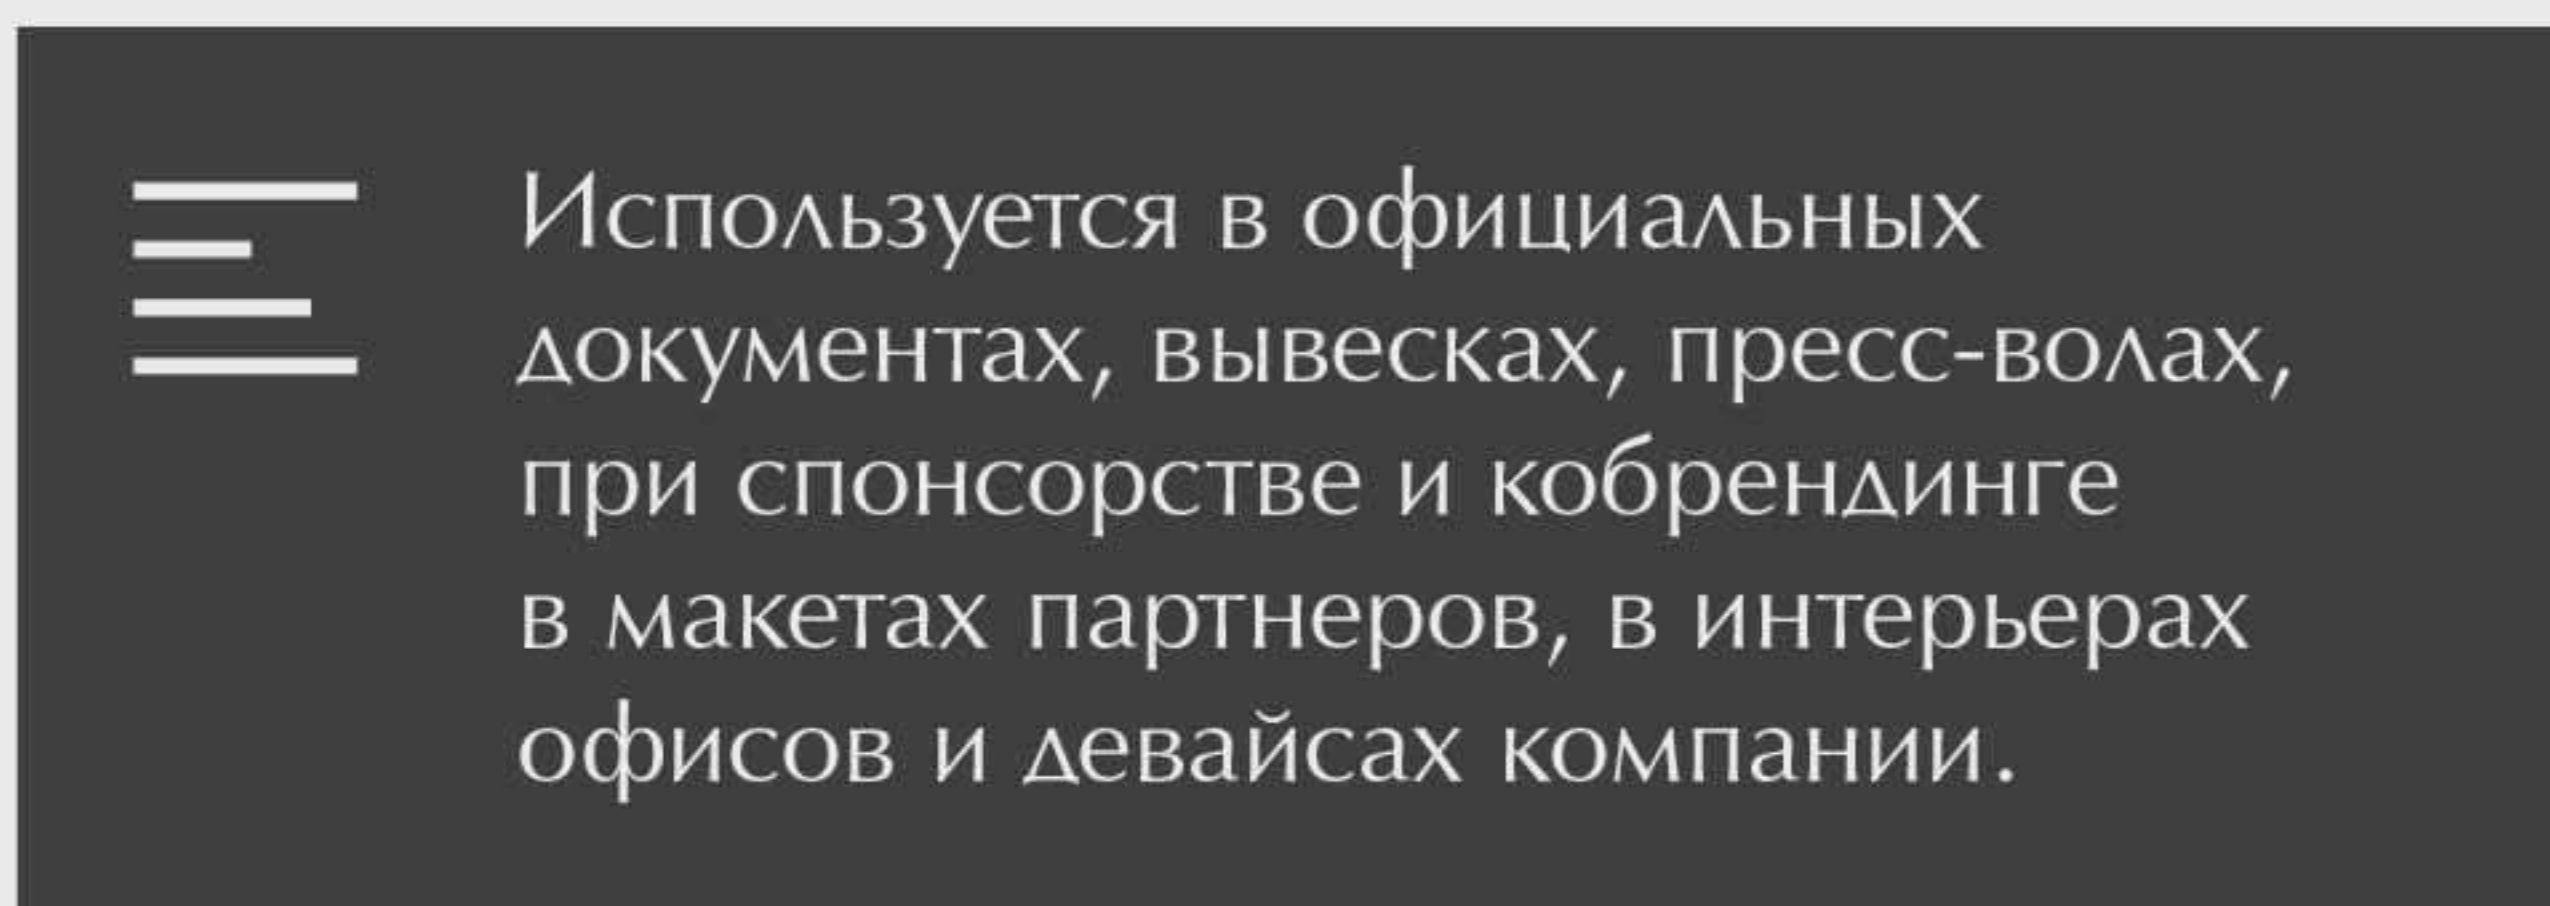 Используется в официальных
документах, вывесках, пресс-волах,
при спонсорстве и кобрендинге
в макетах партнеров, в интерьерах
офисов и девайсах компании.